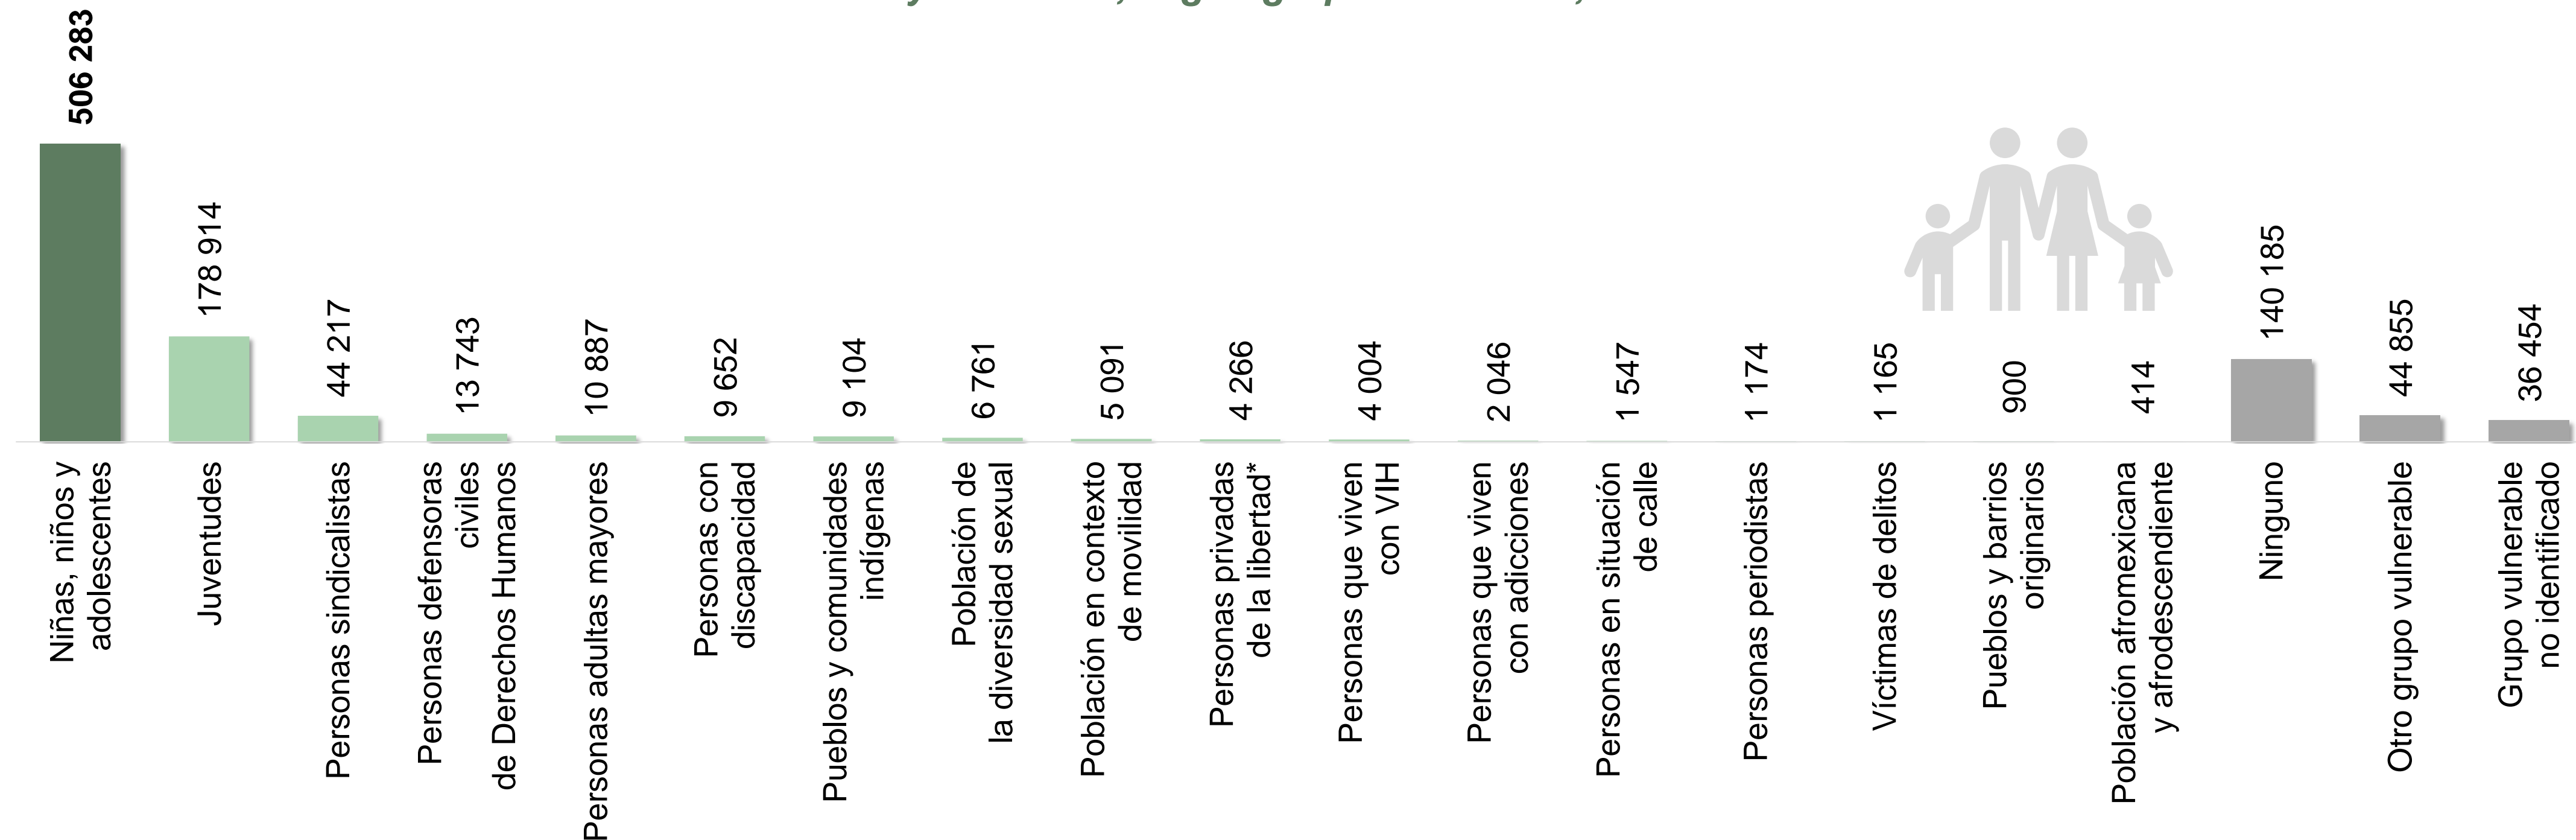 506 283
178 914
44 217
13 743
10 887
9 652
9 104
6 761
5 091
4 266
4 004
2 046
1 547
1 174
1 165
900
414
140 185
44 855
36 454
Niñas, niños y
adolescentes
Juventudes
Personas sindicalistas
Personas defensoras
civiles
de Derechos Humanos
Personas adultas mayores
Personas con
discapacidad
Pueblos y comunidades
indígenas
Población de
la diversidad sexual
Población en contexto
de movilidad
Personas privadas
de la libertad*
Personas que viven
con VIH
Personas que viven
con adicciones
Personas en situación
de calle
Personas periodistas
Víctimas de delitos
Pueblos y barrios
originarios
Población afromexicana
y afrodescendiente
Ninguno
Otro grupo vulnerable
Grupo vulnerable
no identificado